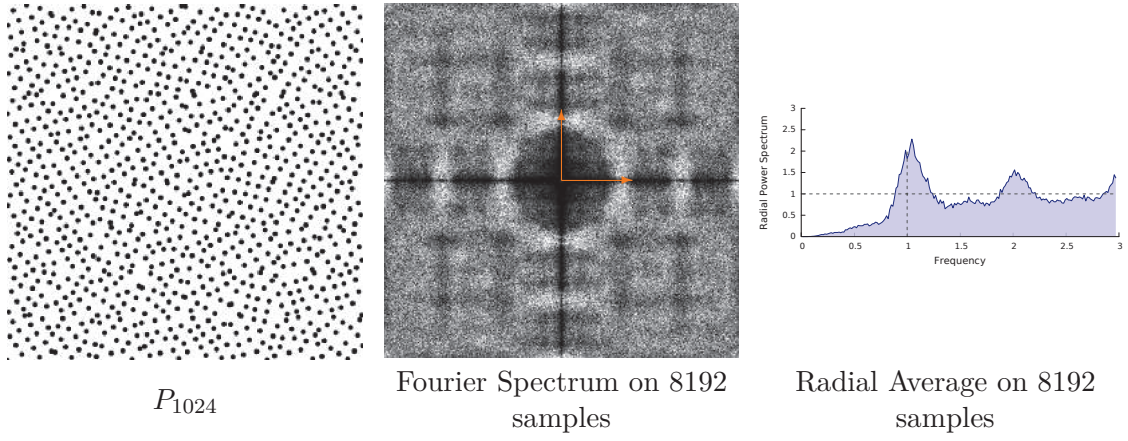 3
2.5
2
1.5
1
0.5
0
0
0.5
1
1.5
2
2.5
3
Radial Power Spectrum
Frequency
P1024
Fourier Spectrum on 8192
samples
Radial Average on 8192
samples